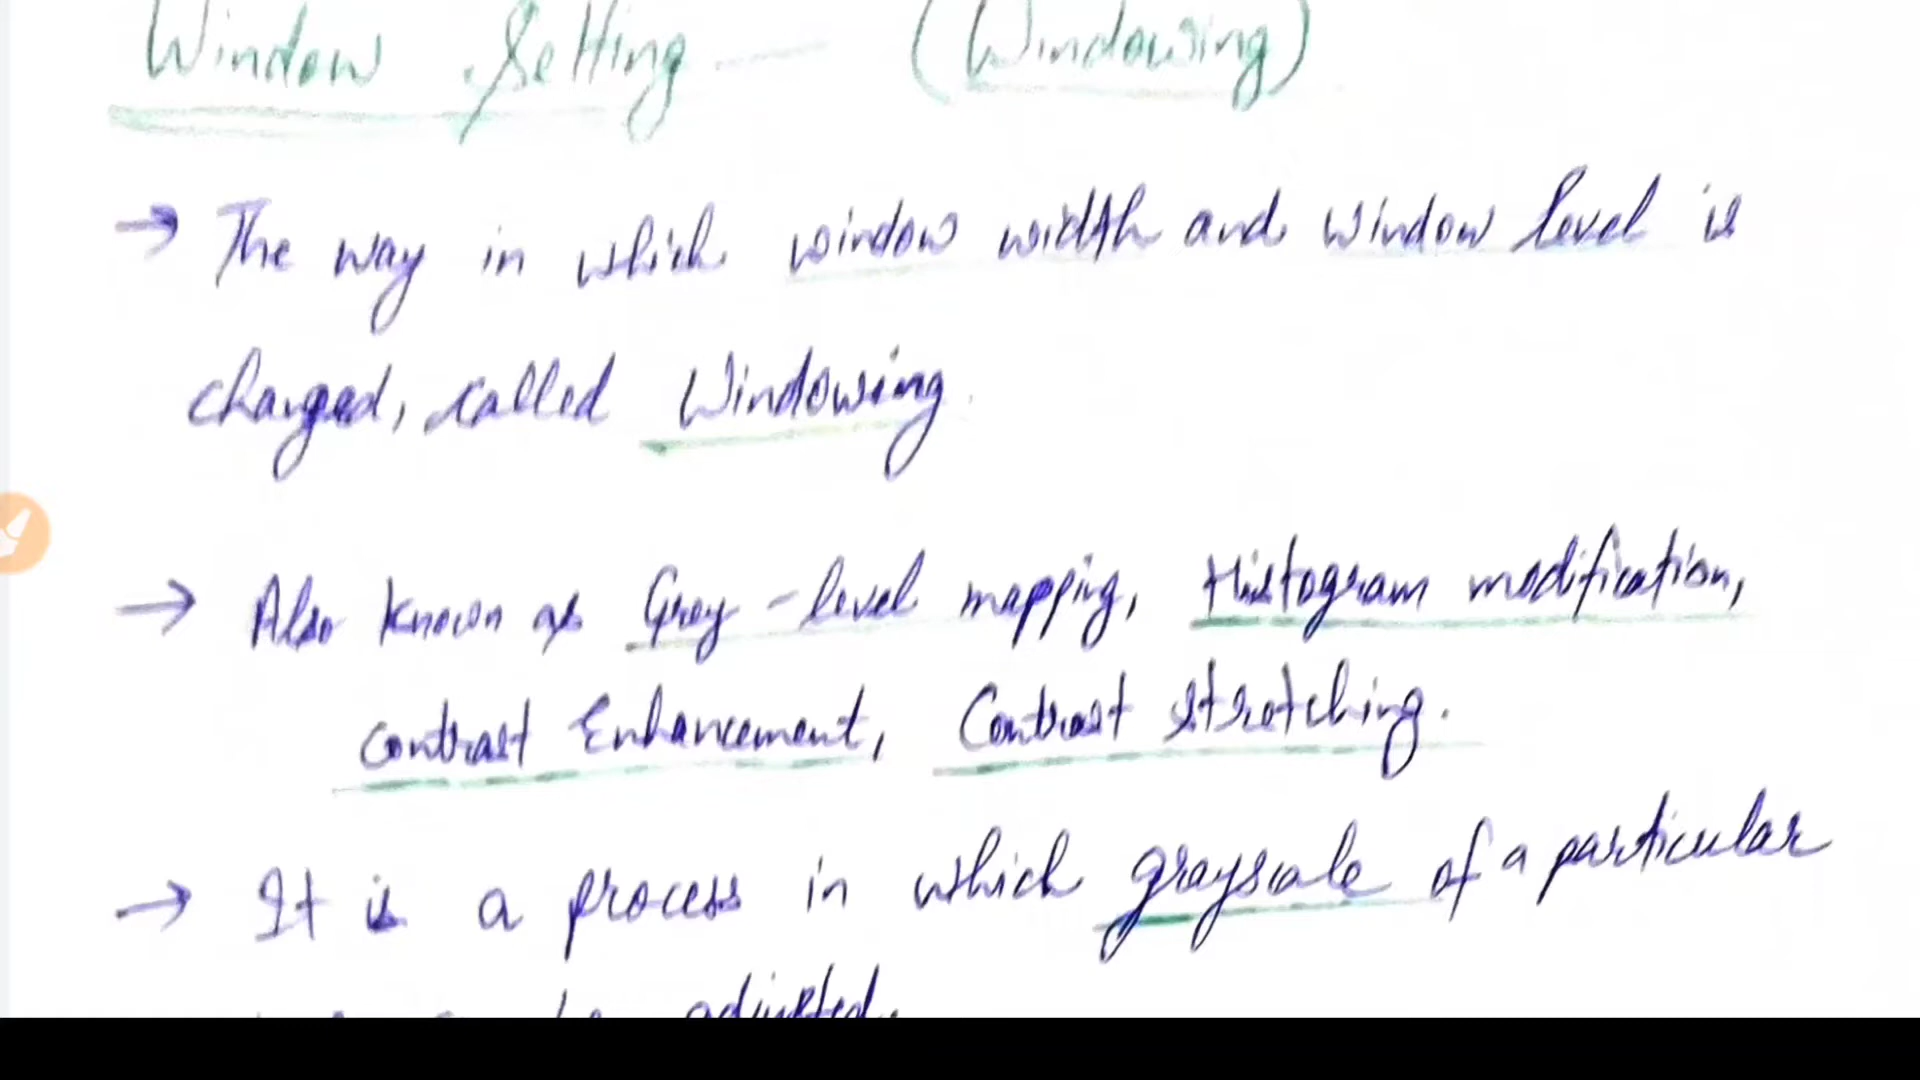 Window Setting - (Windowing)
→ The way in which window width and window level is
changed, called Windowing.
→ Also known as Grey-level mapping, Histogram modification,
contrast Enhancement, Contrast stretching.
→ It is a process in which grayscale of a particular
adjusted.